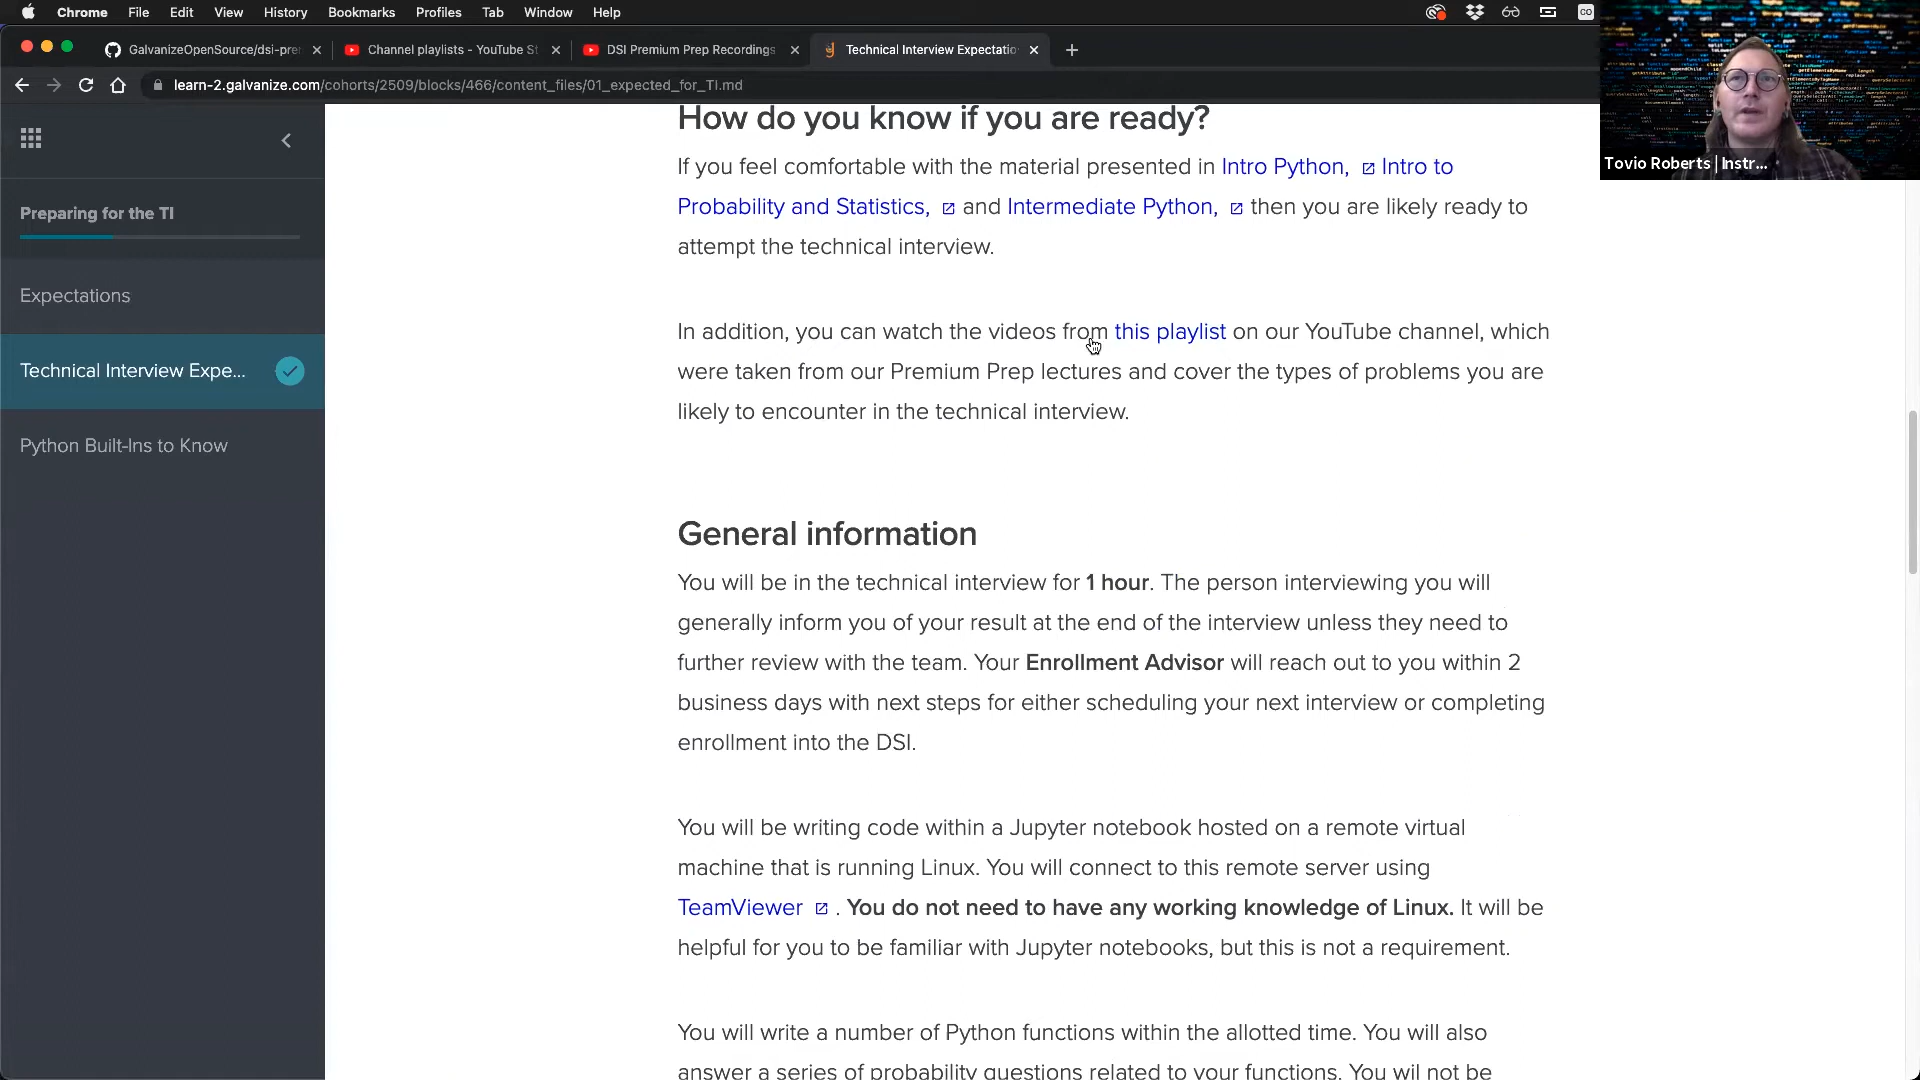 Chrome File Edit View History Bookmarks Profiles Tab Window Help
GalvanizeOpenSource/dsi-pre
Channel playlists - YouTube St
DSI Premium Prep Recordings
Technical Interview Expectatio
learn-2.galvanize.com/cohorts/2509/blocks/466/content_files/01_expected_for_TI.md
Tovio Roberts | Instr...
Preparing for the TI
Expectations
Technical Interview Expe...
Python Built-Ins to Know
How do you know if you are ready?
If you feel comfortable with the material presented in Intro Python, Intro to
Probability and Statistics, and Intermediate Python, then you are likely ready to
attempt the technical interview.
In addition, you can watch the videos from this playlist on our YouTube channel, which
were taken from our Premium Prep lectures and cover the types of problems you are
likely to encounter in the technical interview.
General information
You will be in the technical interview for 1 hour. The person interviewing you will
generally inform you of your result at the end of the interview unless they need to
further review with the team. Your Enrollment Advisor will reach out to you within 2
business days with next steps for either scheduling your next interview or completing
enrollment into the DSI.
You will be writing code within a Jupyter notebook hosted on a remote virtual
machine that is running Linux. You will connect to this remote server using
TeamViewer . You do not need to have any working knowledge of Linux. It will be
helpful for you to be familiar with Jupyter notebooks, but this is not a requirement.
You will write a number of Python functions within the allotted time. You will also
answer a series of probability questions related to your functions. You wil not be